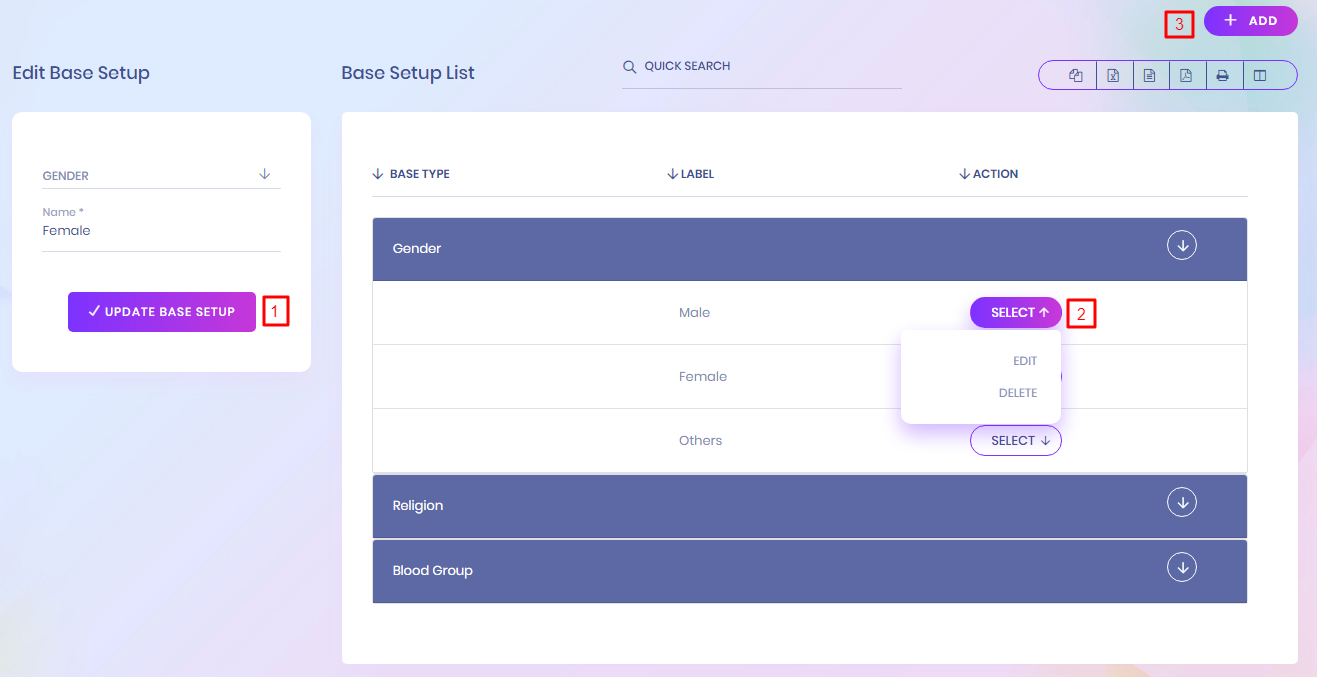 3
+ ADD
Edit Base Setup
Base Setup List
QUICK SEARCH
GENDER
Name *
Female
✓ UPDATE BASE SETUP
1
BASE TYPE
LABEL
ACTION
Gender
Male
SELECT
2
EDIT
DELETE
Female
Others
SELECT
Religion
Blood Group